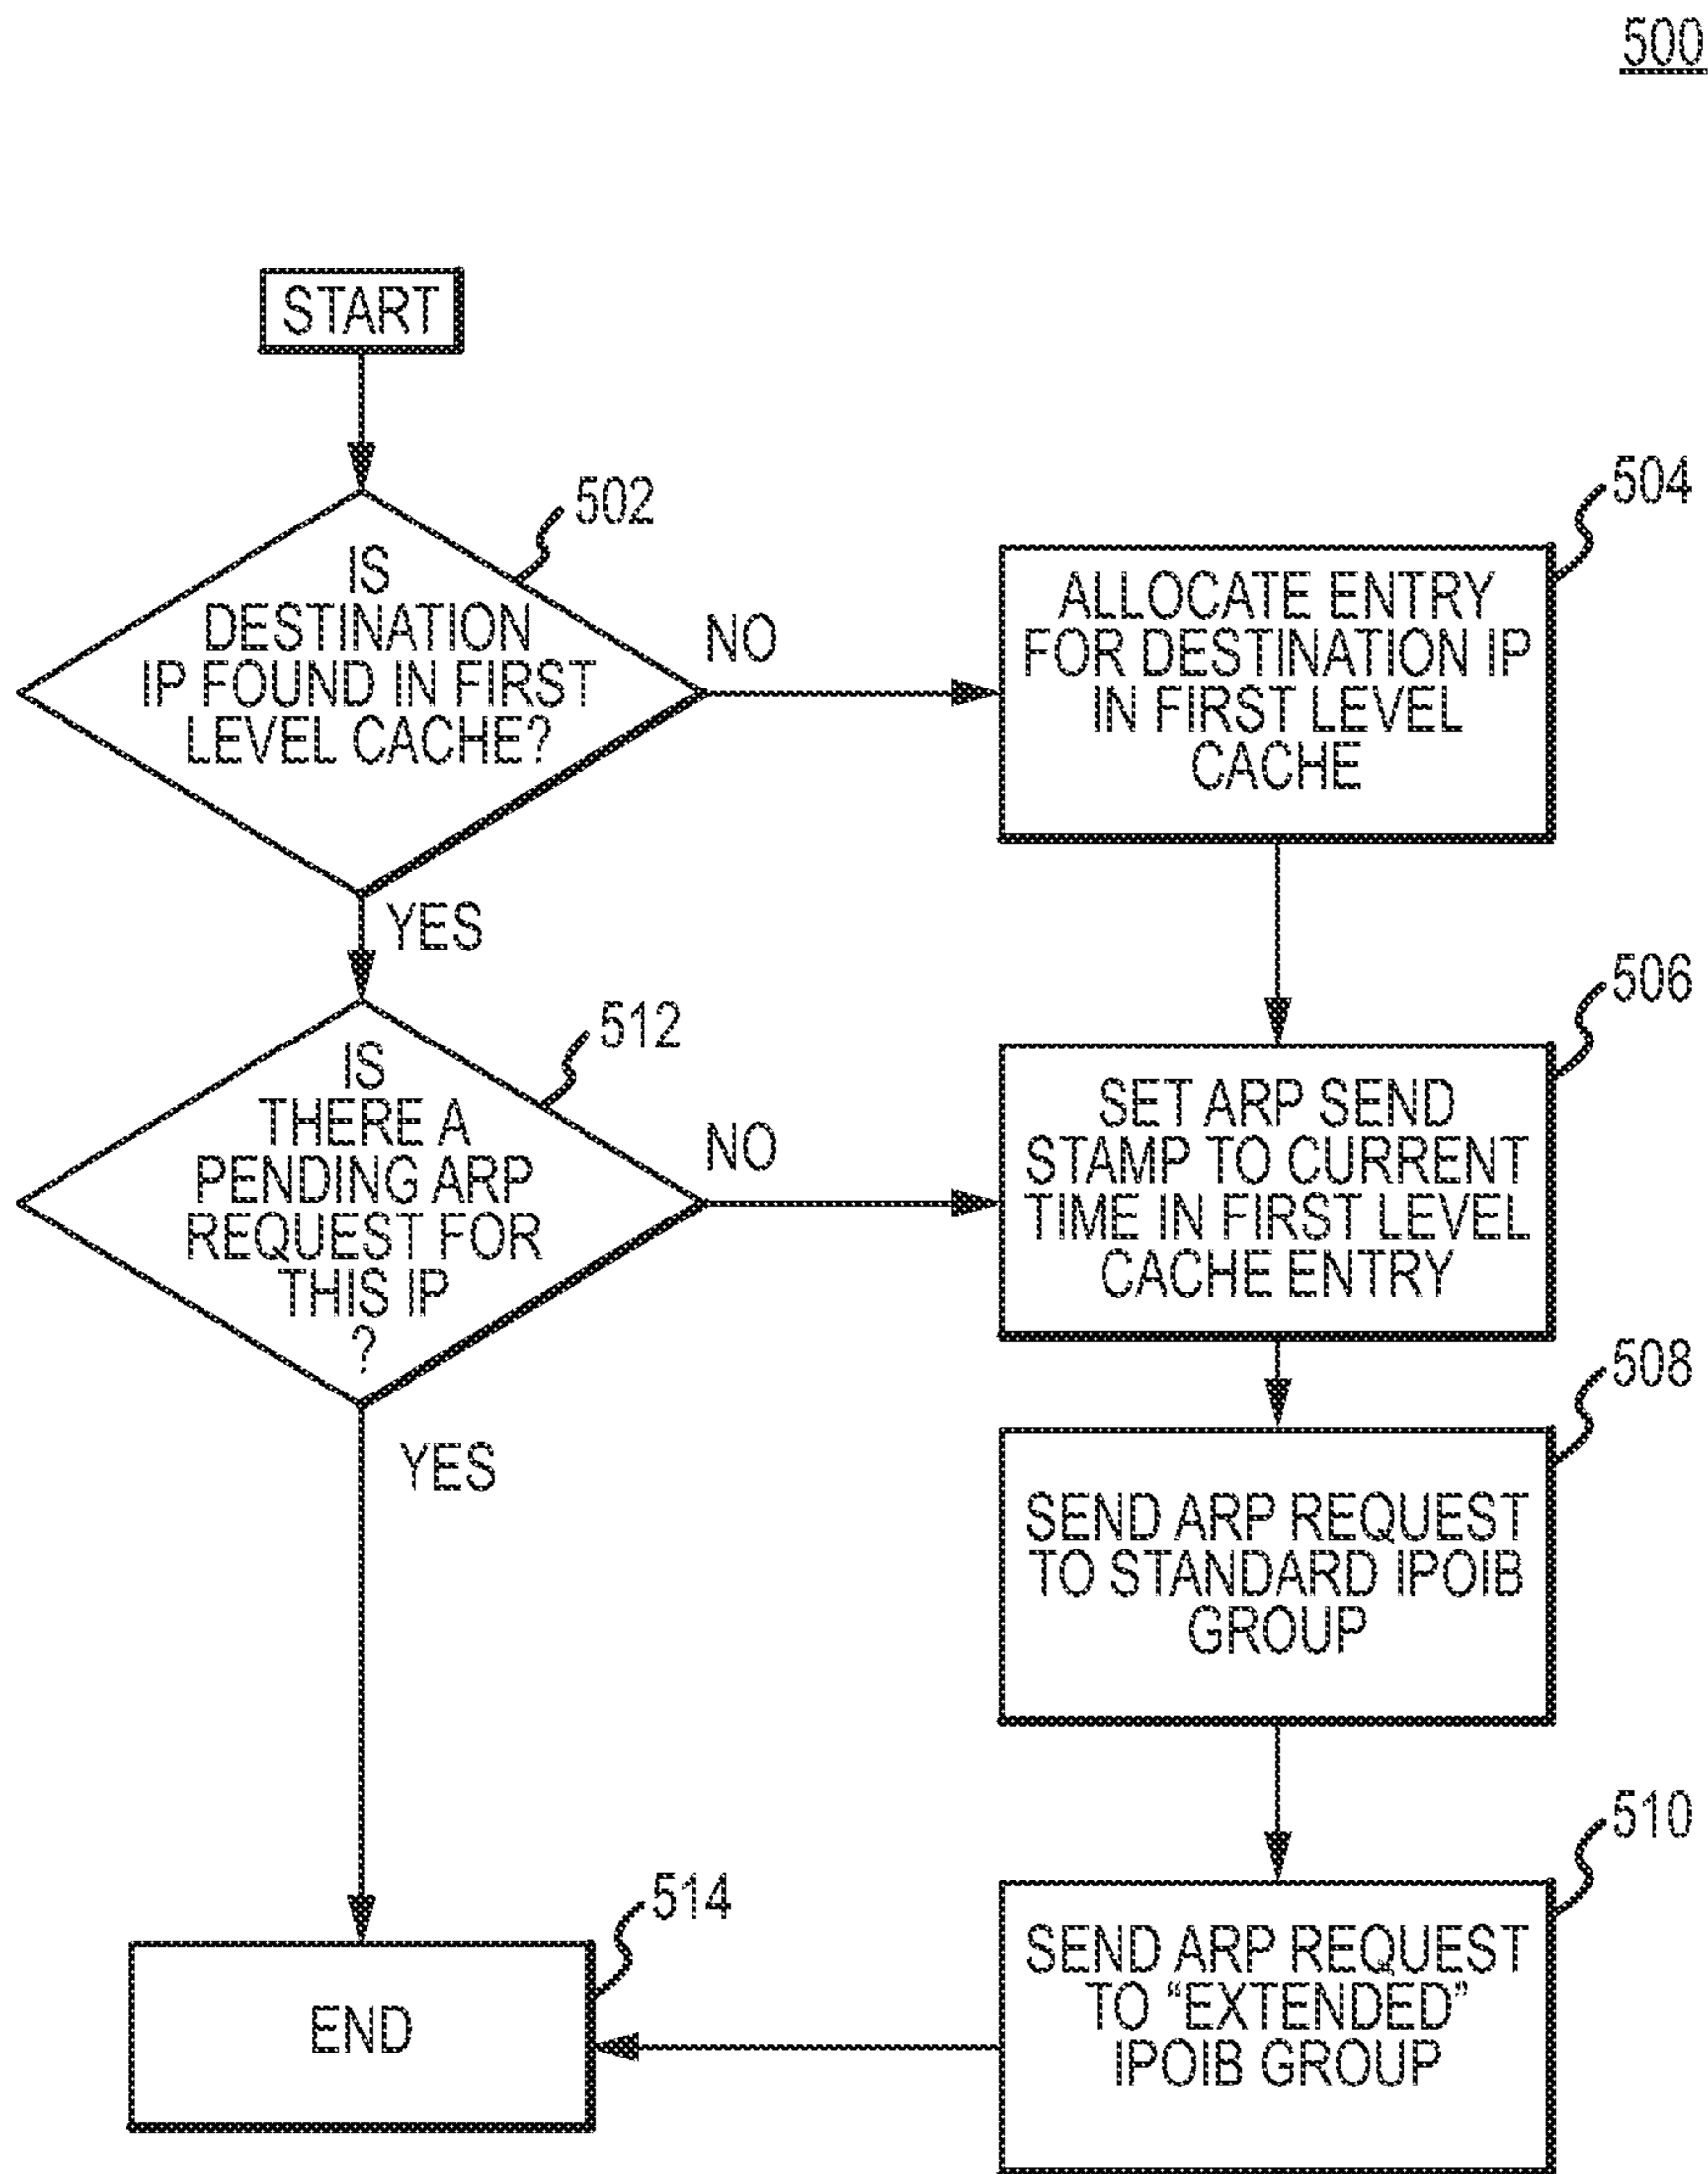 500
START
502
IS
DESTINATION
IP FOUND IN FIRST
LEVEL CACHE?
NO
YES
504
ALLOCATE ENTRY
FOR DESTINATION IP
IN FIRST LEVEL
CACHE
512
IS
THERE A
PENDING ARP
REQUEST FOR
THIS IP
?
NO
YES
506
SET ARP SEND
STAMP TO CURRENT
TIME IN FIRST LEVEL
CACHE ENTRY
508
SEND ARP REQUEST
TO STANDARD IPOIB
GROUP
510
SEND ARP REQUEST
TO “EXTENDED”
IPOIB GROUP
514
END